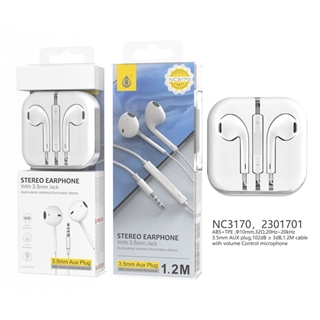 STEREO EARPHONE
With 3.5mm Jack
3.5mm Aux Plug
NC3170
STEREO EARPHONE
With 3.5mm Jack
3.5mm Aux Plug
1.2M
NC3170, 2301701
ABS+TPE ,Φ10mm,32Ω,20Hz~20kHz
3.5mm AUX plug,102dB ± 3dB,1.2M cable
with volume Control microphone